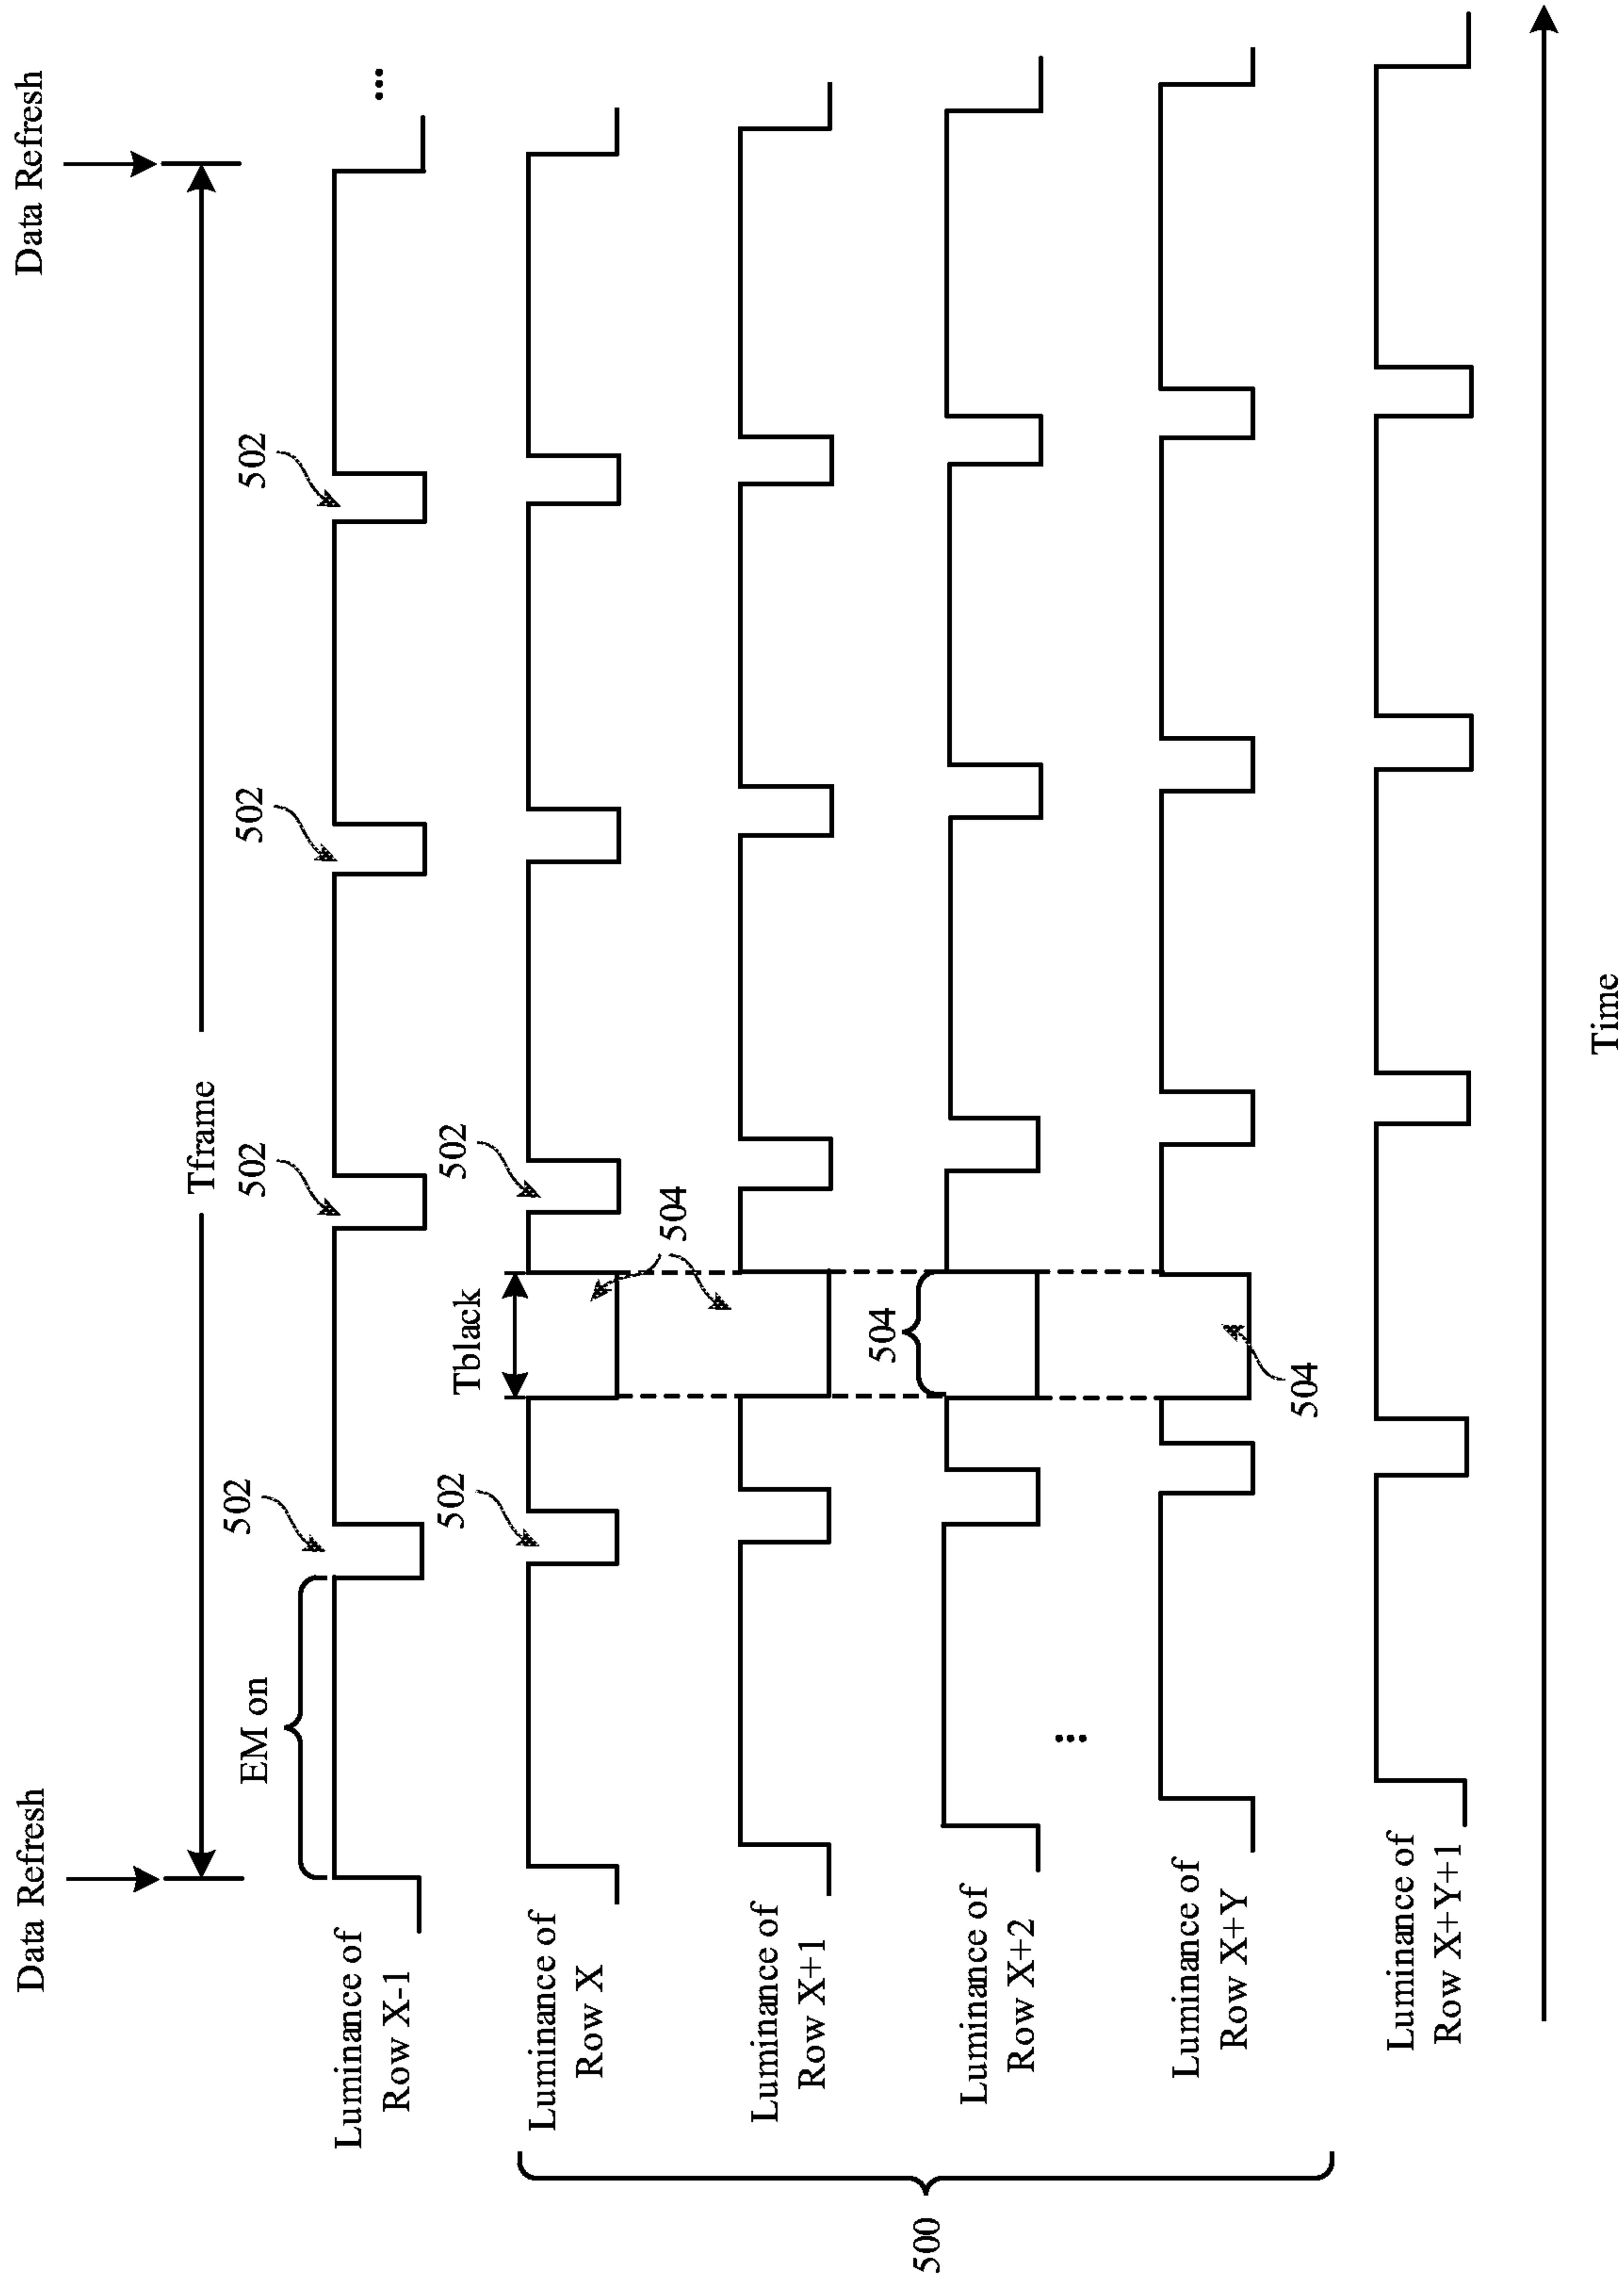 Data Refresh
Data Refresh
Tframe
EM on
502
502
502
502
...
Luminance of
Row X-1
Tblack
502
502
Luminance of
Row X
504
Luminance of
Row X+1
504
Luminance of
Row X+2
...
Luminance of
Row X+Y
504
Luminance of
Row X+Y+1
500
Time